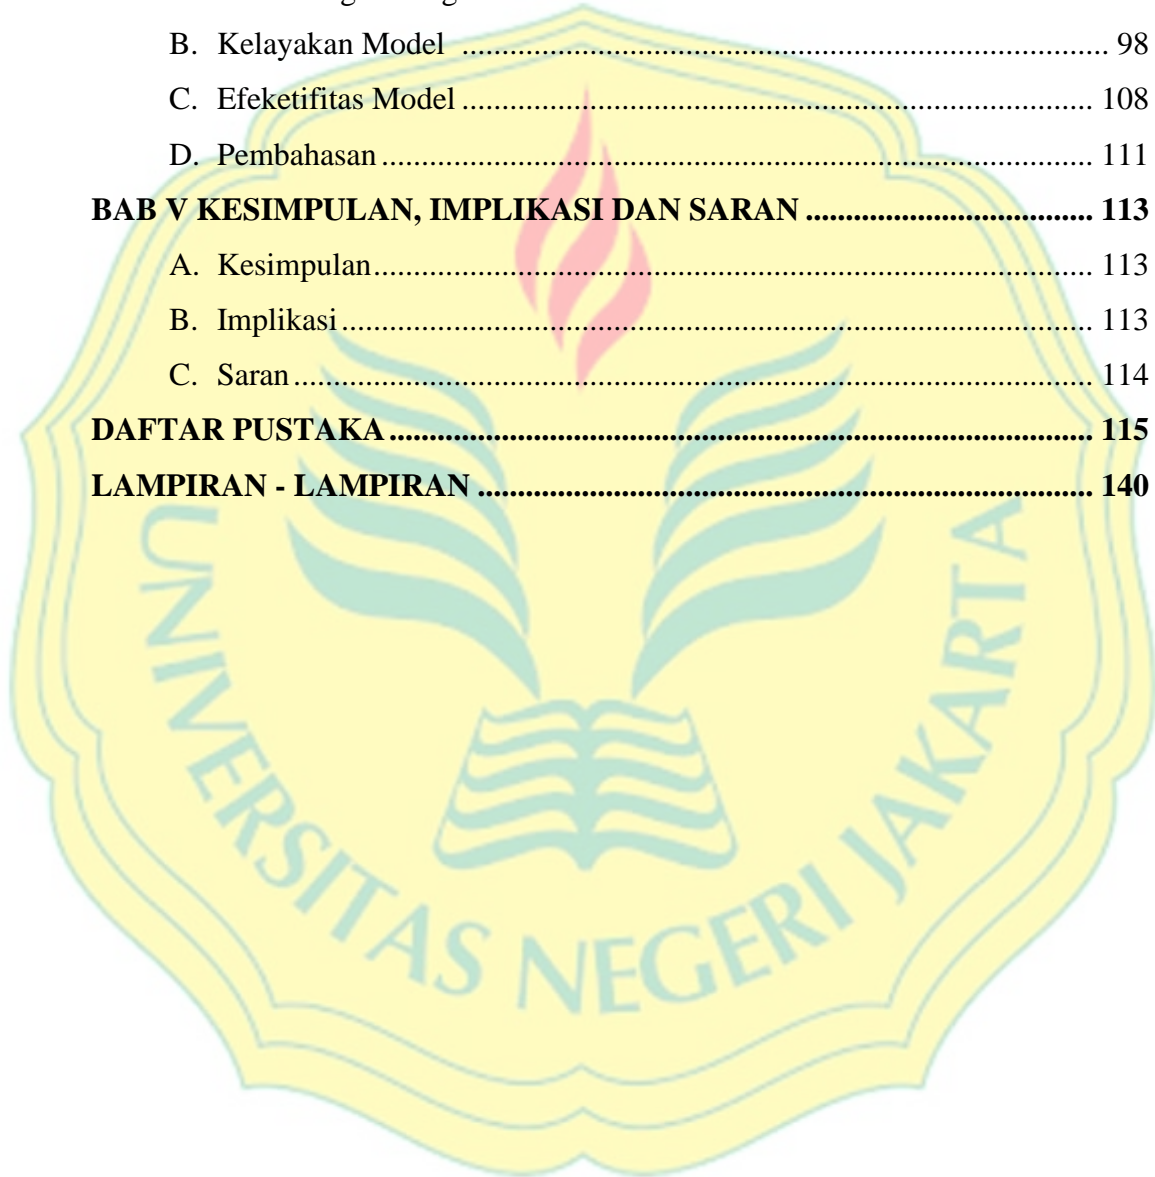 B. Kelayakan Model ........................................................................... 98
C. Efeketifitas Model ......................................................................... 108
D. Pembahasan .................................................................................. 111
BAB V KESIMPULAN, IMPLIKASI DAN SARAN .................................. 113
A. Kesimpulan .................................................................................... 113
B. Implikasi ........................................................................................ 113
C. Saran .............................................................................................. 114
DAFTAR PUSTAKA .................................................................................. 115
LAMPIRAN - LAMPIRAN ........................................................................ 140
UNIVERSITAS NEGERI JAKARTA